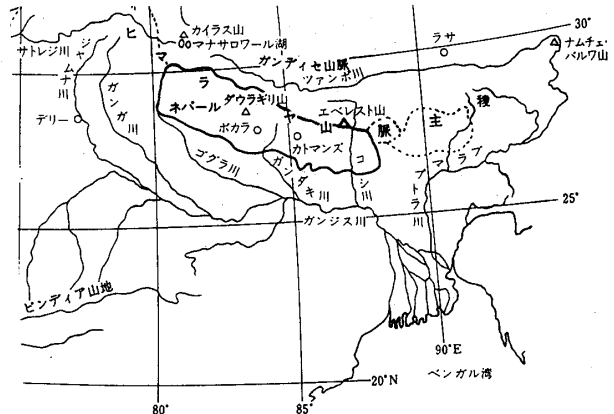 カイラス山
マナサロワール湖
サトレジ川
ヒマラヤ山脈主稜
ラサ
30°
ナムチェ・
バルワ山
ガンディセ山脈
ツァンポ川
ジャムナ川
ガンガ川
デリー
ネパール
ダウラギリ山
ポカラ
エベレスト山
カトマンズ
ゴグラ川
ガンダキ川
コシ川
ブラマプトラ川
ガンジス川
25°
ビンディア山地
90°E
ベンガル湾
20°N
80°
85°